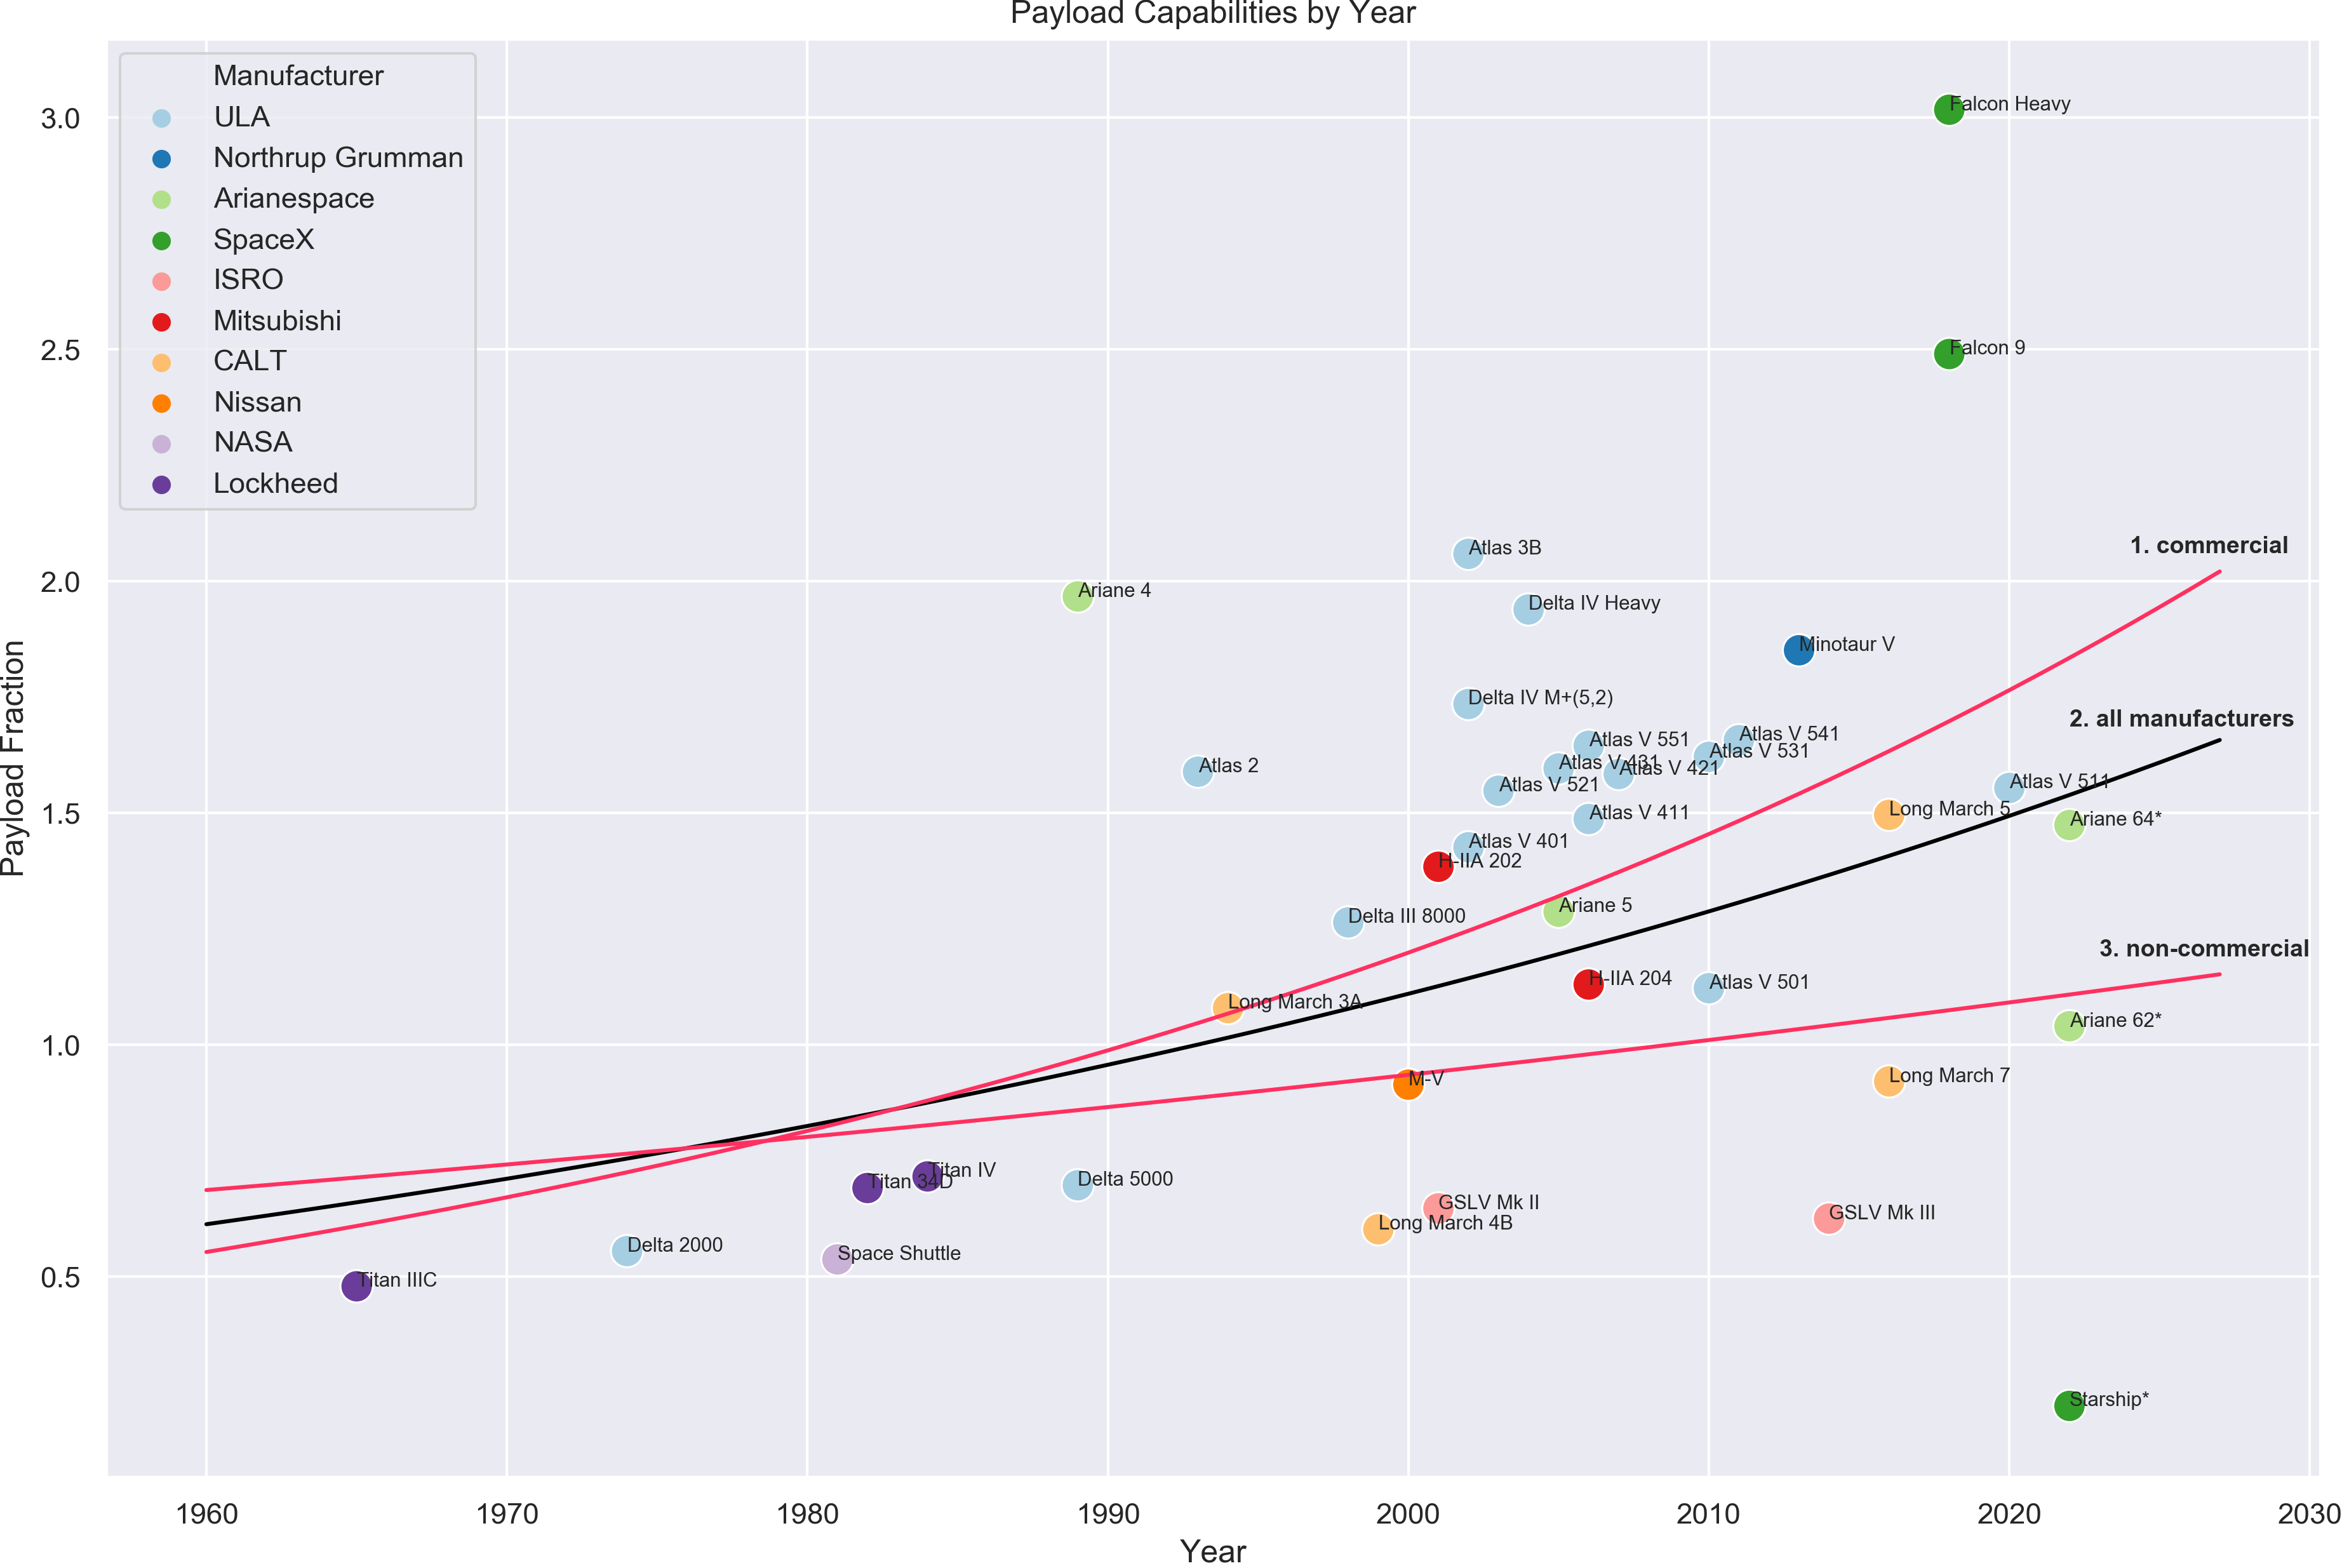 Payload Capabilities by Year
Manufacturer
ULA
Northrup Grumman
Arianespace
SpaceX
ISRO
Mitsubishi
CALT
Nissan
NASA
Lockheed
Payload Fraction
3.0
2.5
2.0
1.5
1.0
0.5
Falcon Heavy
Falcon 9
1. commercial
Atlas 3B
Ariane 4
Delta IV Heavy
Minotaur V
Delta IV M+(5,2)
2. all manufacturers
Atlas V 551
Atlas V 541
Atlas V 531
Atlas 2
Atlas V 431
Atlas V 421
Atlas V 521
Atlas V 511
Long March 5
Atlas V 411
Ariane 64*
Atlas V 401
H-IIA 202
Delta III 8000
Ariane 5
3. non-commercial
H-IIA 204
Atlas V 501
Long March 3A
Ariane 62*
M-V
Long March 7
Titan IV
Titan 34D
Delta 5000
GSLV Mk II
GSLV Mk III
Long March 4B
Delta 2000
Space Shuttle
Titan IIIC
Starship*
1960
1970
1980
1990
2000
2010
2020
2030
Year